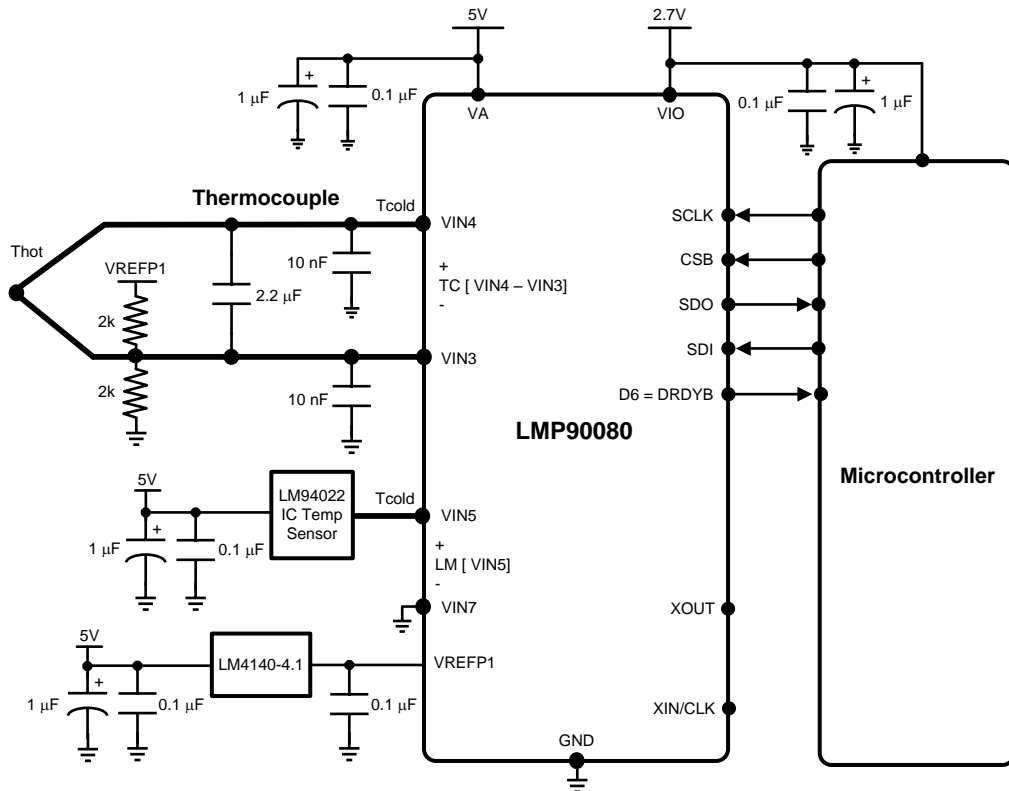 5V
2.7V
+
1 μF
0.1 μF
VA
VIO
0.1 μF
+
1 μF
Thermocouple
Tcold
VIN4
SCLK
Thot
VREFP1
10 nF
+
TC [ VIN4 – VIN3]
-
CSB
2k
2.2 μF
SDO
VIN3
SDI
2k
10 nF
D6 = DRDYB
LMP90080
Microcontroller
5V
LM94022
IC Temp
Sensor
Tcold
VIN5
+
1 μF
0.1 μF
+
LM [ VIN5]
-
VIN7
XOUT
5V
LM4140-4.1
VREFP1
+
1 μF
0.1 μF
0.1 μF
XIN/CLK
GND